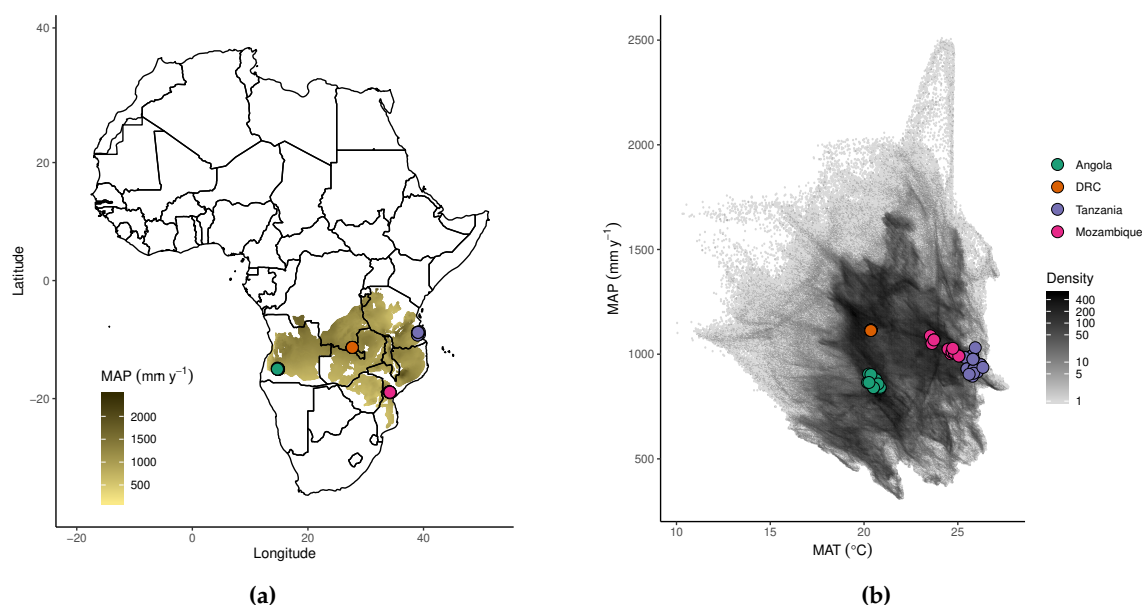 40
20
0
−20
Latitude
−20
0
20
40
Longitude
MAP (mm y⁻¹)
2000
1500
1000
500
(a)
2500
2000
1500
1000
500
MAP (mm y⁻¹)
10
15
20
25
MAT (°C)
Angola
DRC
Tanzania
Mozambique
Density
400
200
100
50
10
5
1
(b)